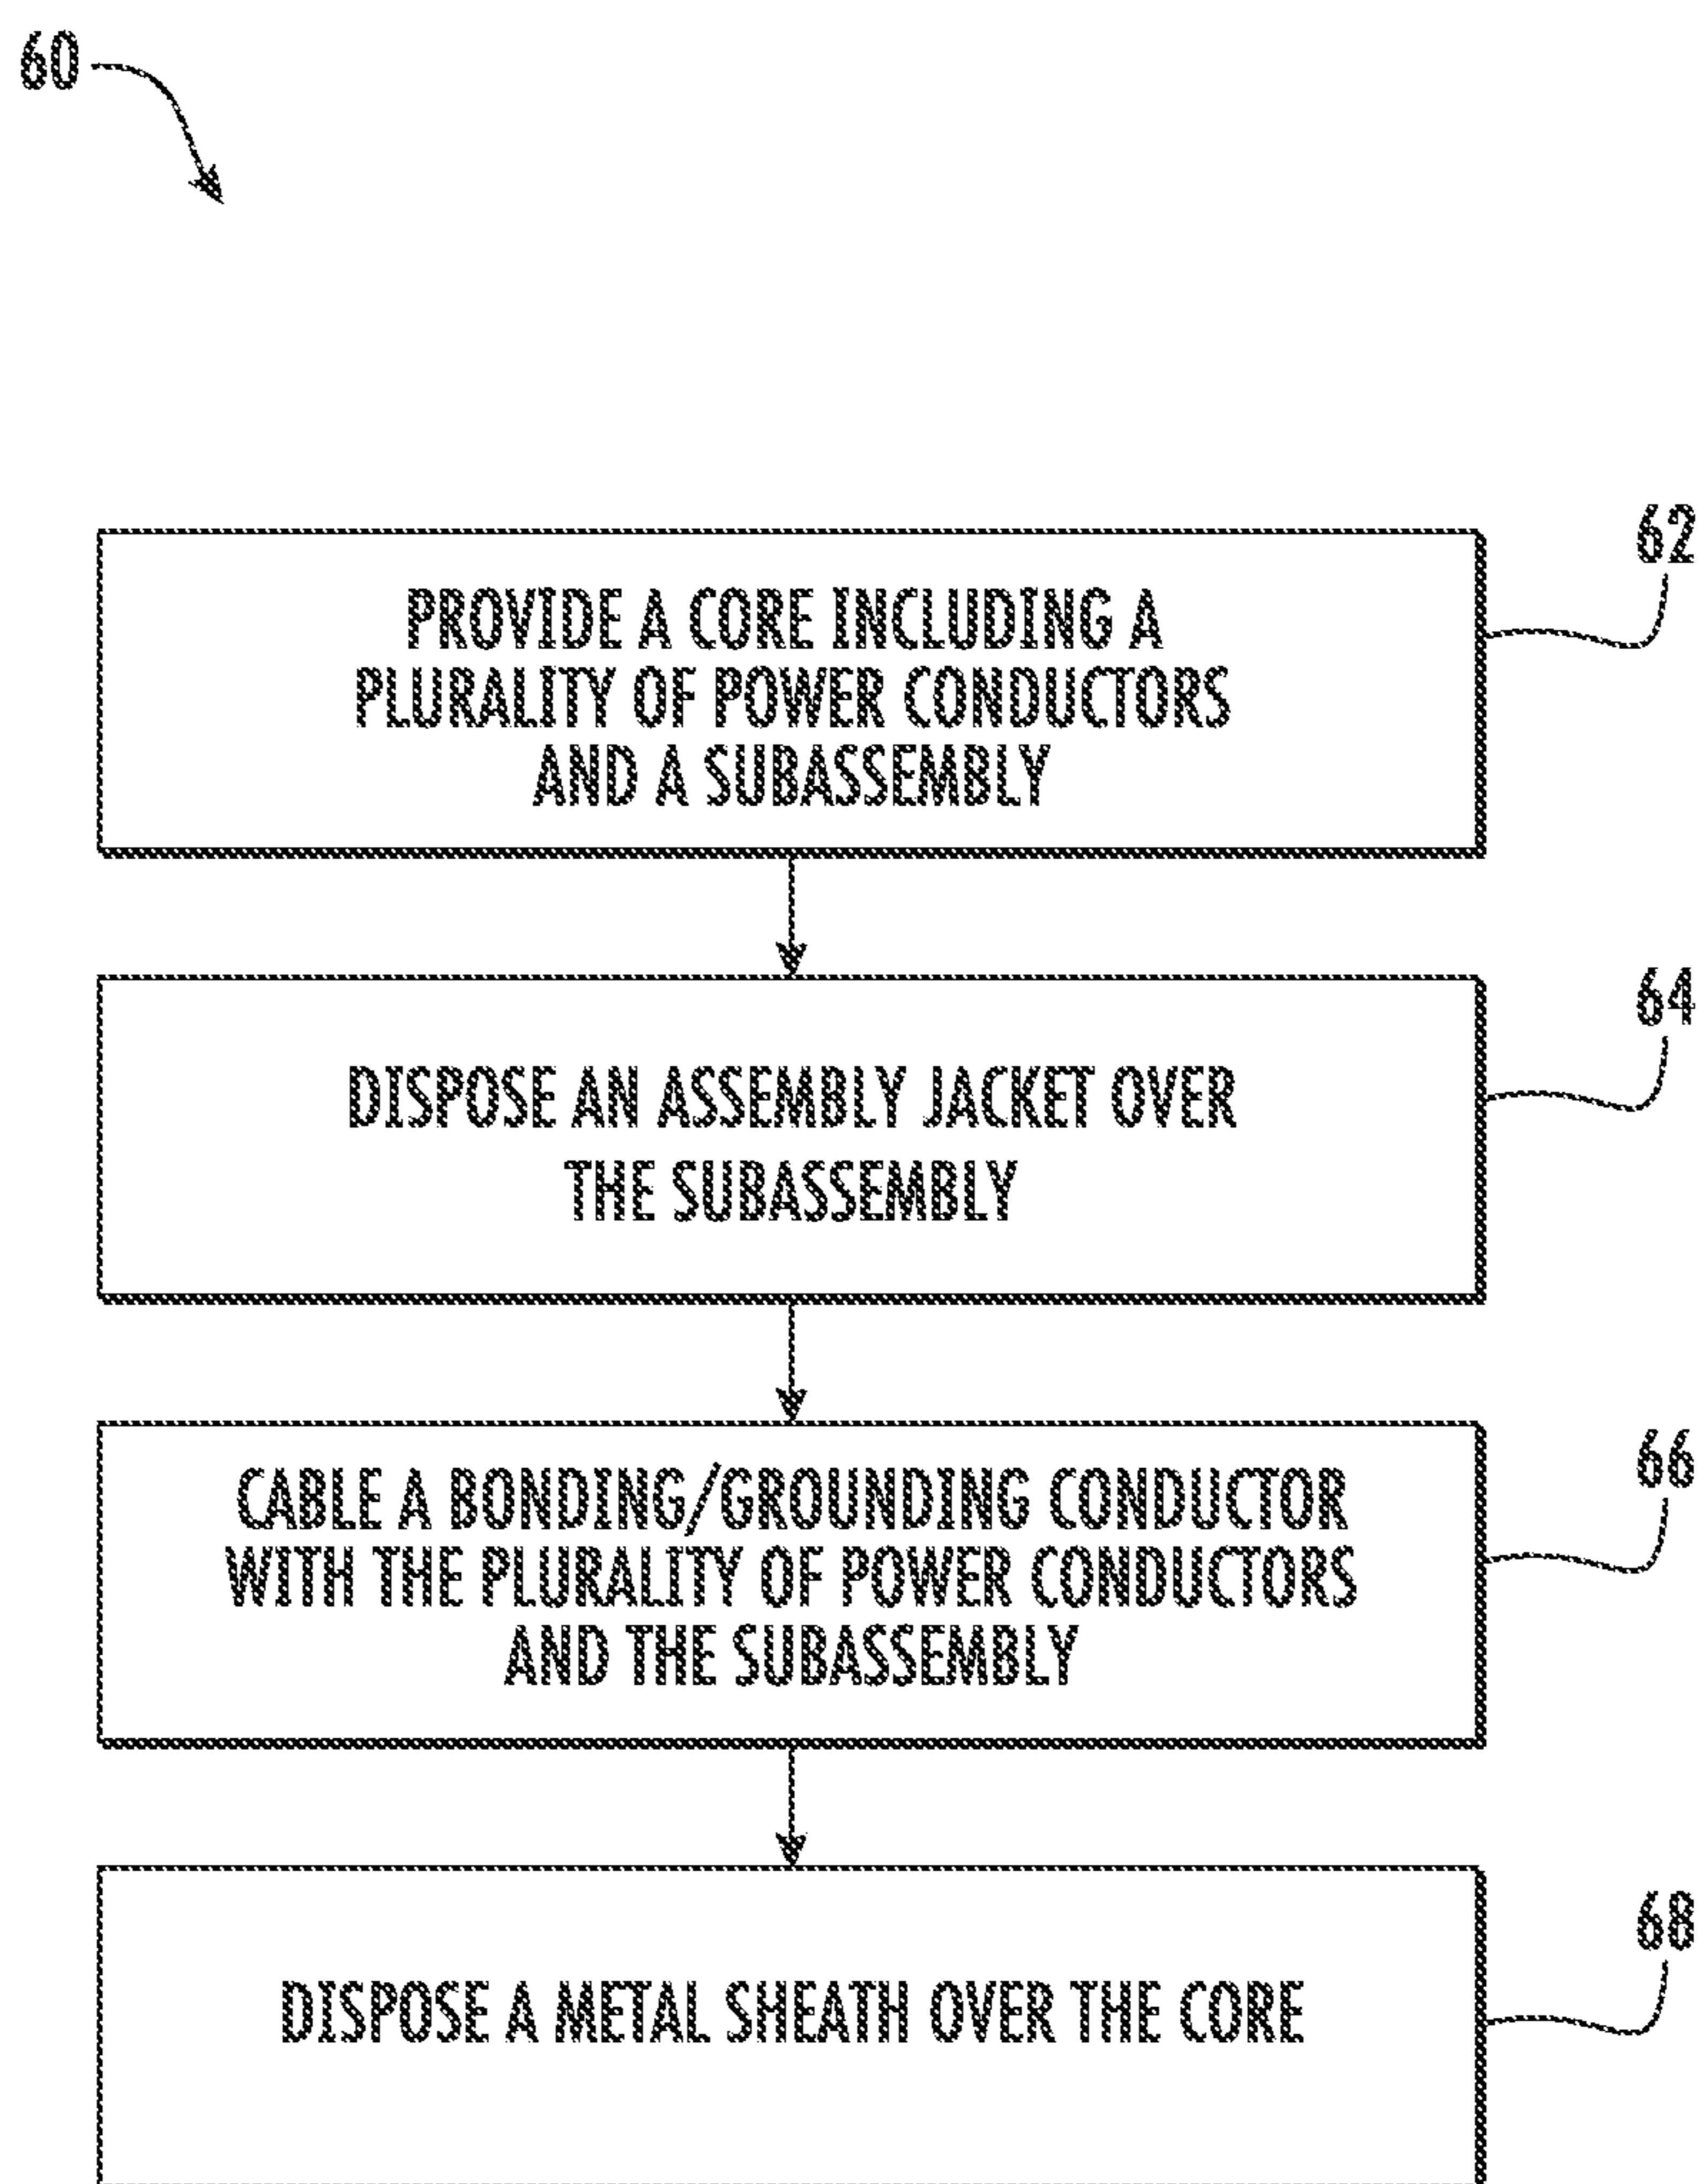 60
62
PROVIDE A CORE INCLUDING A
PLURALITY OF POWER CONDUCTORS
AND A SUBASSEMBLY
64
DISPOSE AN ASSEMBLY JACKET OVER
THE SUBASSEMBLY
66
CABLE A BONDING/GROUNDING CONDUCTOR
WITH THE PLURALITY OF POWER CONDUCTORS
AND THE SUBASSEMBLY
68
DISPOSE A METAL SHEATH OVER THE CORE